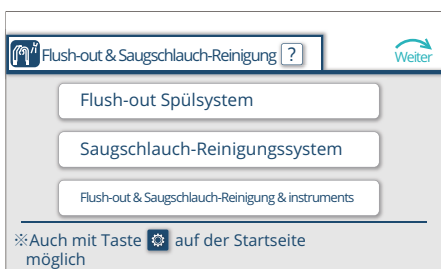 Flush-out & Saugschlauch-Reinigung ?
Weiter
Flush-out Spülsystem
Saugschlauch-Reinigungssystem
Flush-out & Saugschlauch-Reinigung & instruments
※Auch mit Taste auf der Startseite
möglich